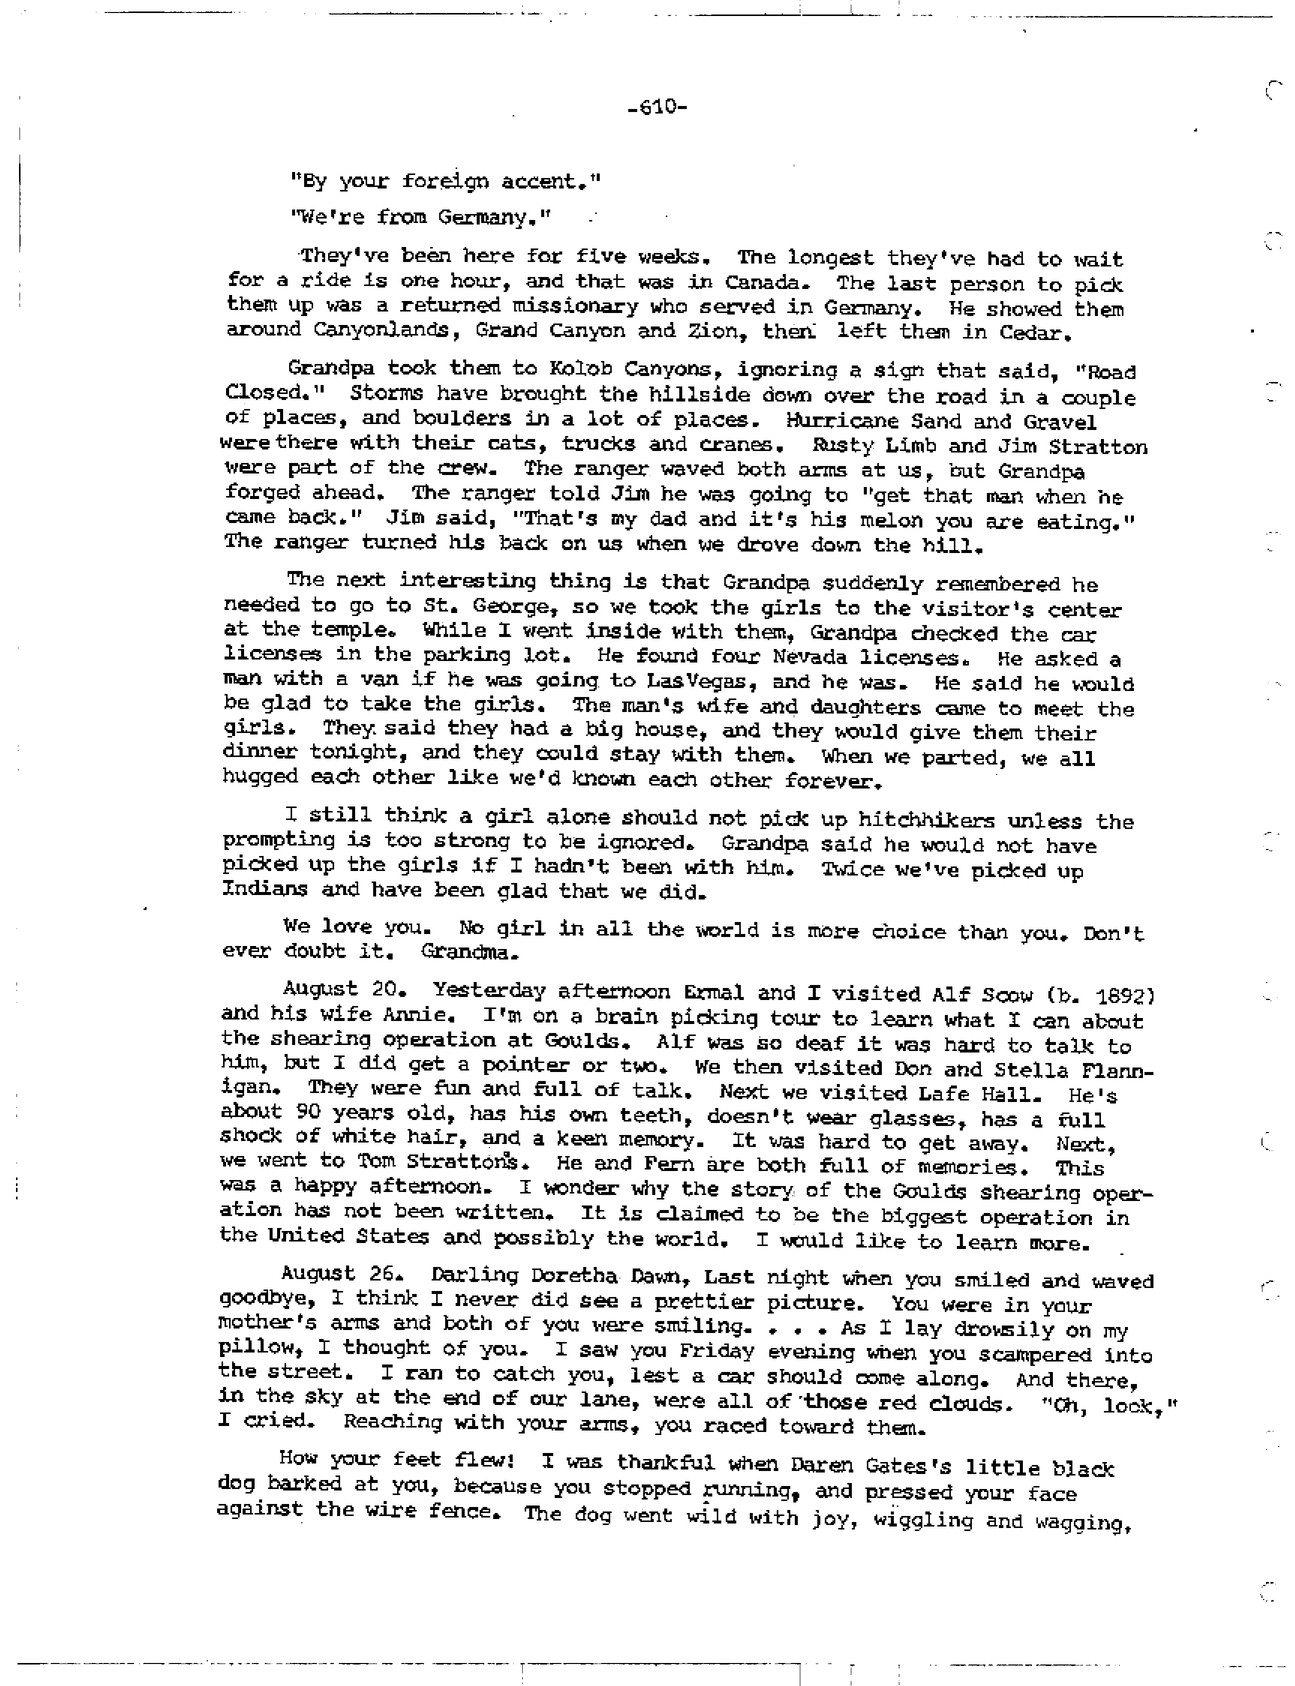 -610-
"By your foreign accent."
"We're from Germany."
They've been here for five weeks. The longest they've had to wait
for a ride is one hour, and that was in Canada. The last person to pick
them up was a returned missionary who served in Germany. He showed them
around Canyonlands, Grand Canyon and Zion, then left them in Cedar.
Grandpa took them to Kolob Canyons, ignoring a sign that said, "Road
Closed." Storms have brought the hillside down over the road in a couple
of places, and boulders in a lot of places. Hurricane Sand and Gravel
were there with their cats, trucks and cranes. Rusty Limb and Jim Stratton
were part of the crew. The ranger waved both arms at us, but Grandpa
forged ahead. The ranger told Jim he was going to "get that man when he
came back." Jim said, "That's my dad and it's his melon you are eating."
The ranger turned his back on us when we drove down the hill.
The next interesting thing is that Grandpa suddenly remembered he
needed to go to St. George, so we took the girls to the visitor's center
at the temple. While I went inside with them, Grandpa checked the car
licenses in the parking lot. He found four Nevada licenses. He asked a
man with a van if he was going to LasVegas, and he was. He said he would
be glad to take the girls. The man's wife and daughters came to meet the
girls. They said they had a big house, and they would give them their
dinner tonight, and they could stay with them. When we parted, we all
hugged each other like we'd known each other forever.
I still think a girl alone should not pick up hitchhikers unless the
prompting is too strong to be ignored. Grandpa said he would not have
picked up the girls if I hadn't been with him. Twice we've picked up
Indians and have been glad that we did.
We love you. No girl in all the world is more choice than you. Don't
ever doubt it. Grandma.
August 20. Yesterday afternoon Ermal and I visited Alf Scow (b. 1892)
and his wife Annie. I'm on a brain picking tour to learn what I can about
the shearing operation at Goulds. Alf was so deaf it was hard to talk to
him, but I did get a pointer or two. We then visited Don and Stella Flann-
igan. They were fun and full of talk. Next we visited Lafe Hall. He's
about 90 years old, has his own teeth, doesn't wear glasses, has a full
shock of white hair, and a keen memory. It was hard to get away. Next,
we went to Tom Stratton's. He and Fern are both full of memories. This
was a happy afternoon. I wonder why the story of the Goulds shearing oper-
ation has not been written. It is claimed to be the biggest operation in
the United States and possibly the world. I would like to learn more.
August 26. Darling Doretha Dawn, Last night when you smiled and waved
goodbye, I think I never did see a prettier picture. You were in your
mother's arms and both of you were smiling. . . . As I lay drowsily on my
pillow, I thought of you. I saw you Friday evening when you scampered into
the street. I ran to catch you, lest a car should come along. And there,
in the sky at the end of our lane, were all of those red clouds. "Oh, look,"
I cried. Reaching with your arms, you raced toward them.
How your feet flew! I was thankful when Daren Gates's little black
dog barked at you, because you stopped running, and pressed your face
against the wire fence. The dog went wild with joy, wiggling and wagging,